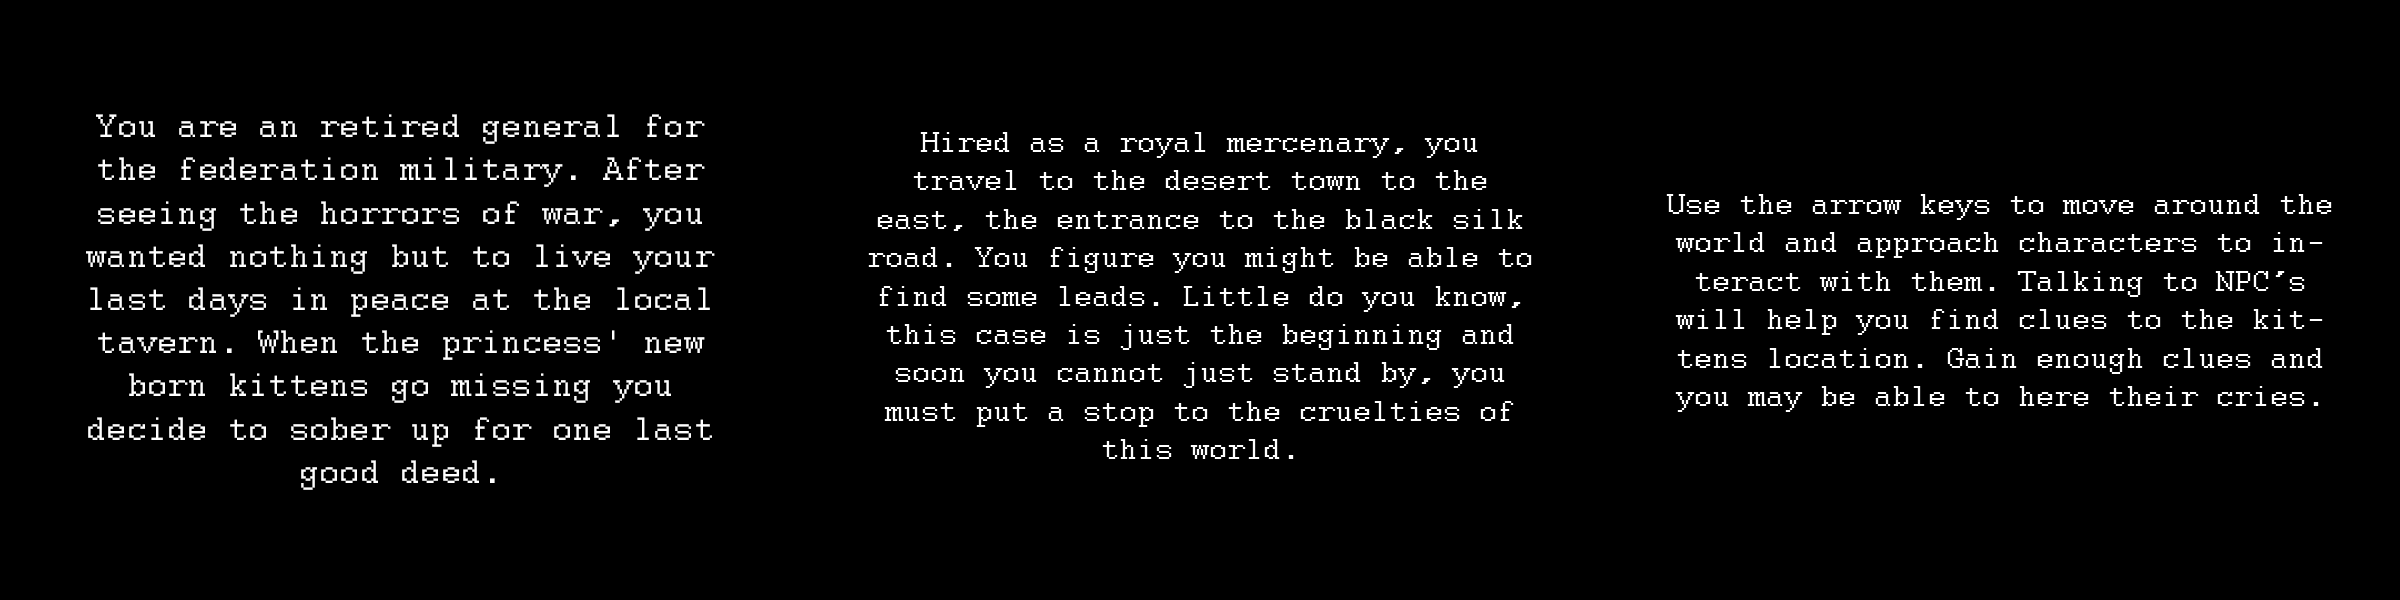 You are an retired general for
the federation military. After
seeing the horrors of war, you
wanted nothing but to live your
last days in peace at the local
tavern. When the princess' new
born kittens go missing you
decide to sober up for one last
good deed.
Hired as a royal mercenary, you
travel to the desert town to the
east, the entrance to the black silk
road. You figure you might be able to
find some leads. Little do you know,
this case is just the beginning and
soon you cannot just stand by, you
must put a stop to the cruelties of
this world.
Use the arrow keys to move around the
world and approach characters to in-
teract with them. Talking to NPC’s
will help you find clues to the kit-
tens location. Gain enough clues and
you may be able to here their cries.